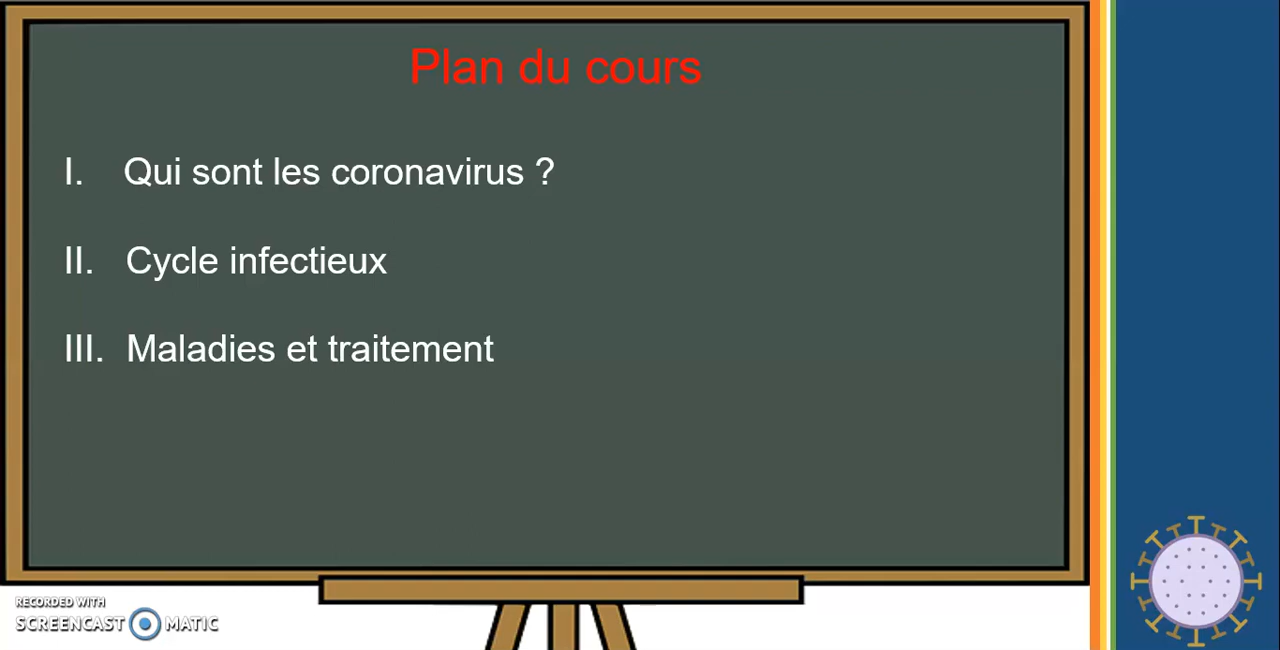 Plan du cours
I. Qui sont les coronavirus ?
II. Cycle infectieux
III. Maladies et traitement
RECORDED WITH
SCREENCAST MATIC